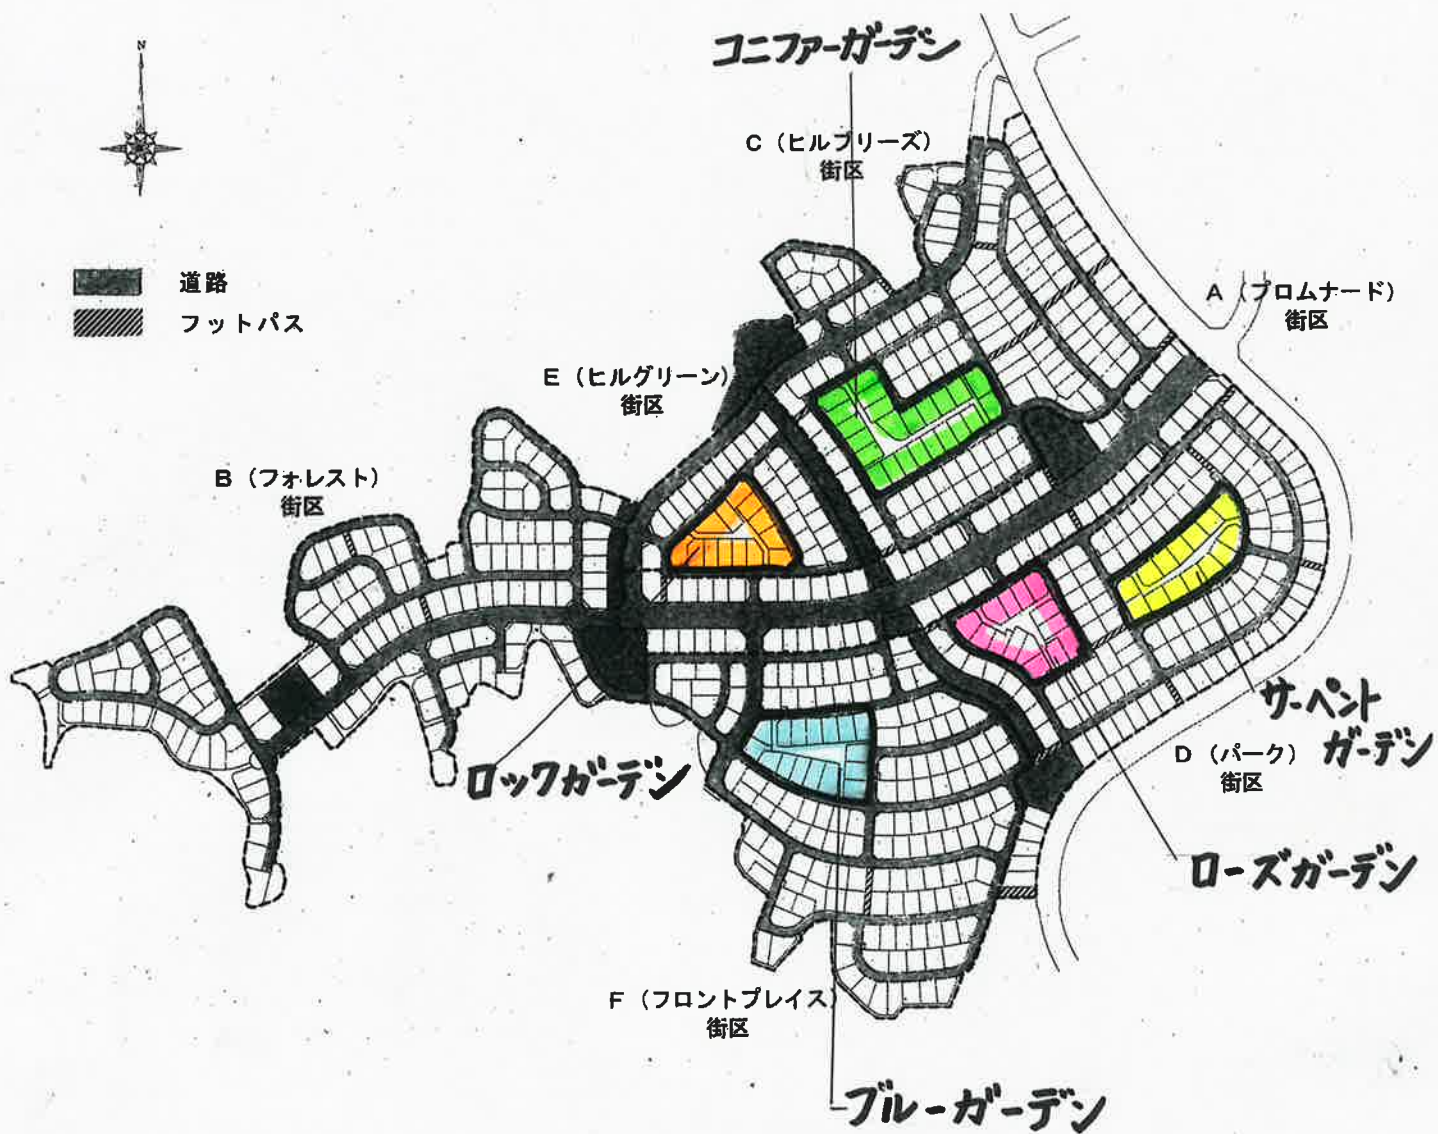 コニファーガーデン
N
C（ヒルブリーズ）
街区
道路
フットパス
A（プロムナード）
街区
E（ヒルグリーン）
街区
B（フォレスト）
街区
サーペント
ガーデン
D（パーク）
街区
ロックガーデン
ローズガーデン
F（フロントプレイス）
街区
ブルーガーデン